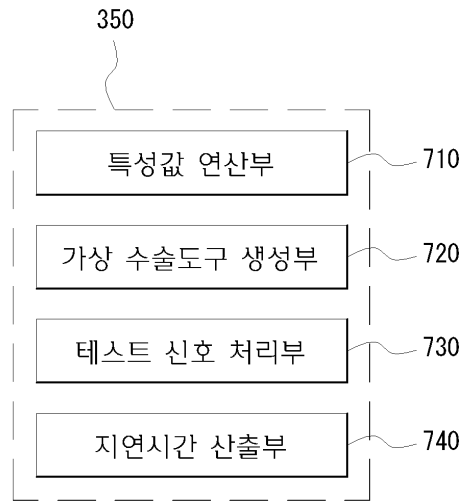 350
특성값 연산부 710
가상 수술도구 생성부 720
테스트 신호 처리부 730
지연시간 산출부 740